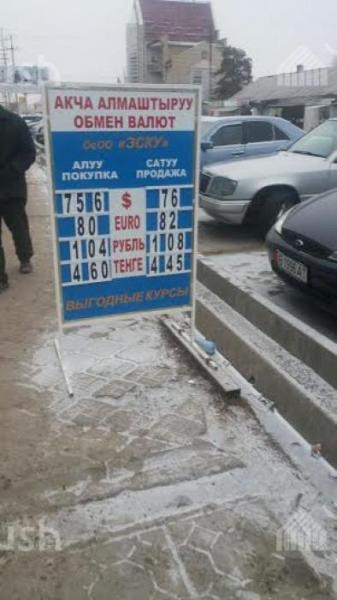 АКЧА АЛМАШТЫРУУ
ОБМЕН ВАЛЮТ
ОсОО «ЭСКУ»
АЛУУ САТУУ
ПОКУПКА ПРОДАЖА
75 6 $ 76
80 EURO 82
1 04 РУБЛЬ 1 08
4 60 ТЕНГЕ 4 45
ВЫГОДНЫЕ КУРСЫ